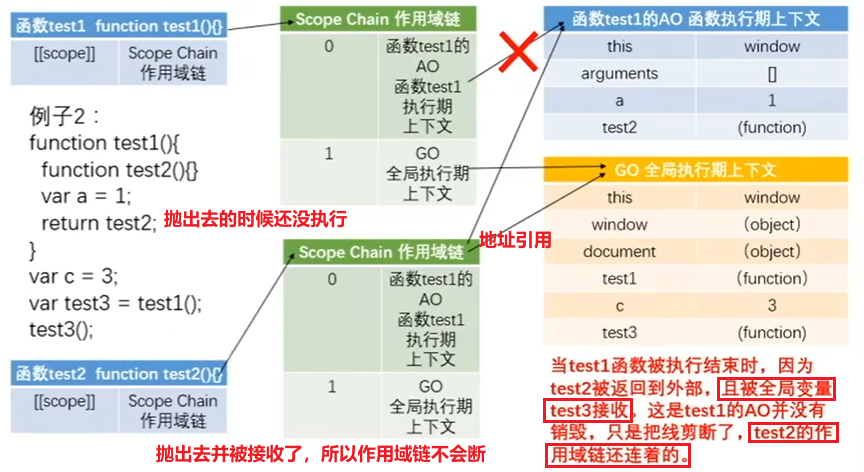 函数test1 function test1(){}
[[scope]] Scope Chain
作用域链
例子2：
function test1(){
function test2(){}
var a = 1;
return test2;
抛出去的时候还没执行
}
var c = 3;
var test3 = test1();
test3();
函数test2 function test2(){}
[[scope]] Scope Chain
作用域链
Scope Chain 作用域链
0 函数test1的
AO
函数test1
执行期
上下文
1 GO
全局执行期
上下文
地址引用
Scope Chain 作用域链
0 函数test1的
AO
函数test1
执行期
上下文
1 GO
全局执行期
上下文
抛出去并被接收了，所以作用域链不会断
函数test1的AO 函数执行期上下文
this window
arguments []
a 1
test2 (function)
GO 全局执行期上下文
this window
window （object）
document （object）
test1 （function）
c 3
test3 (function)
当test1函数被执行结束时，因为
test2被返回到外部，且被全局变量
test3接收。这是test1的AO并没有
销毁，只是把线剪断了，test2的作
用域链还连着的。